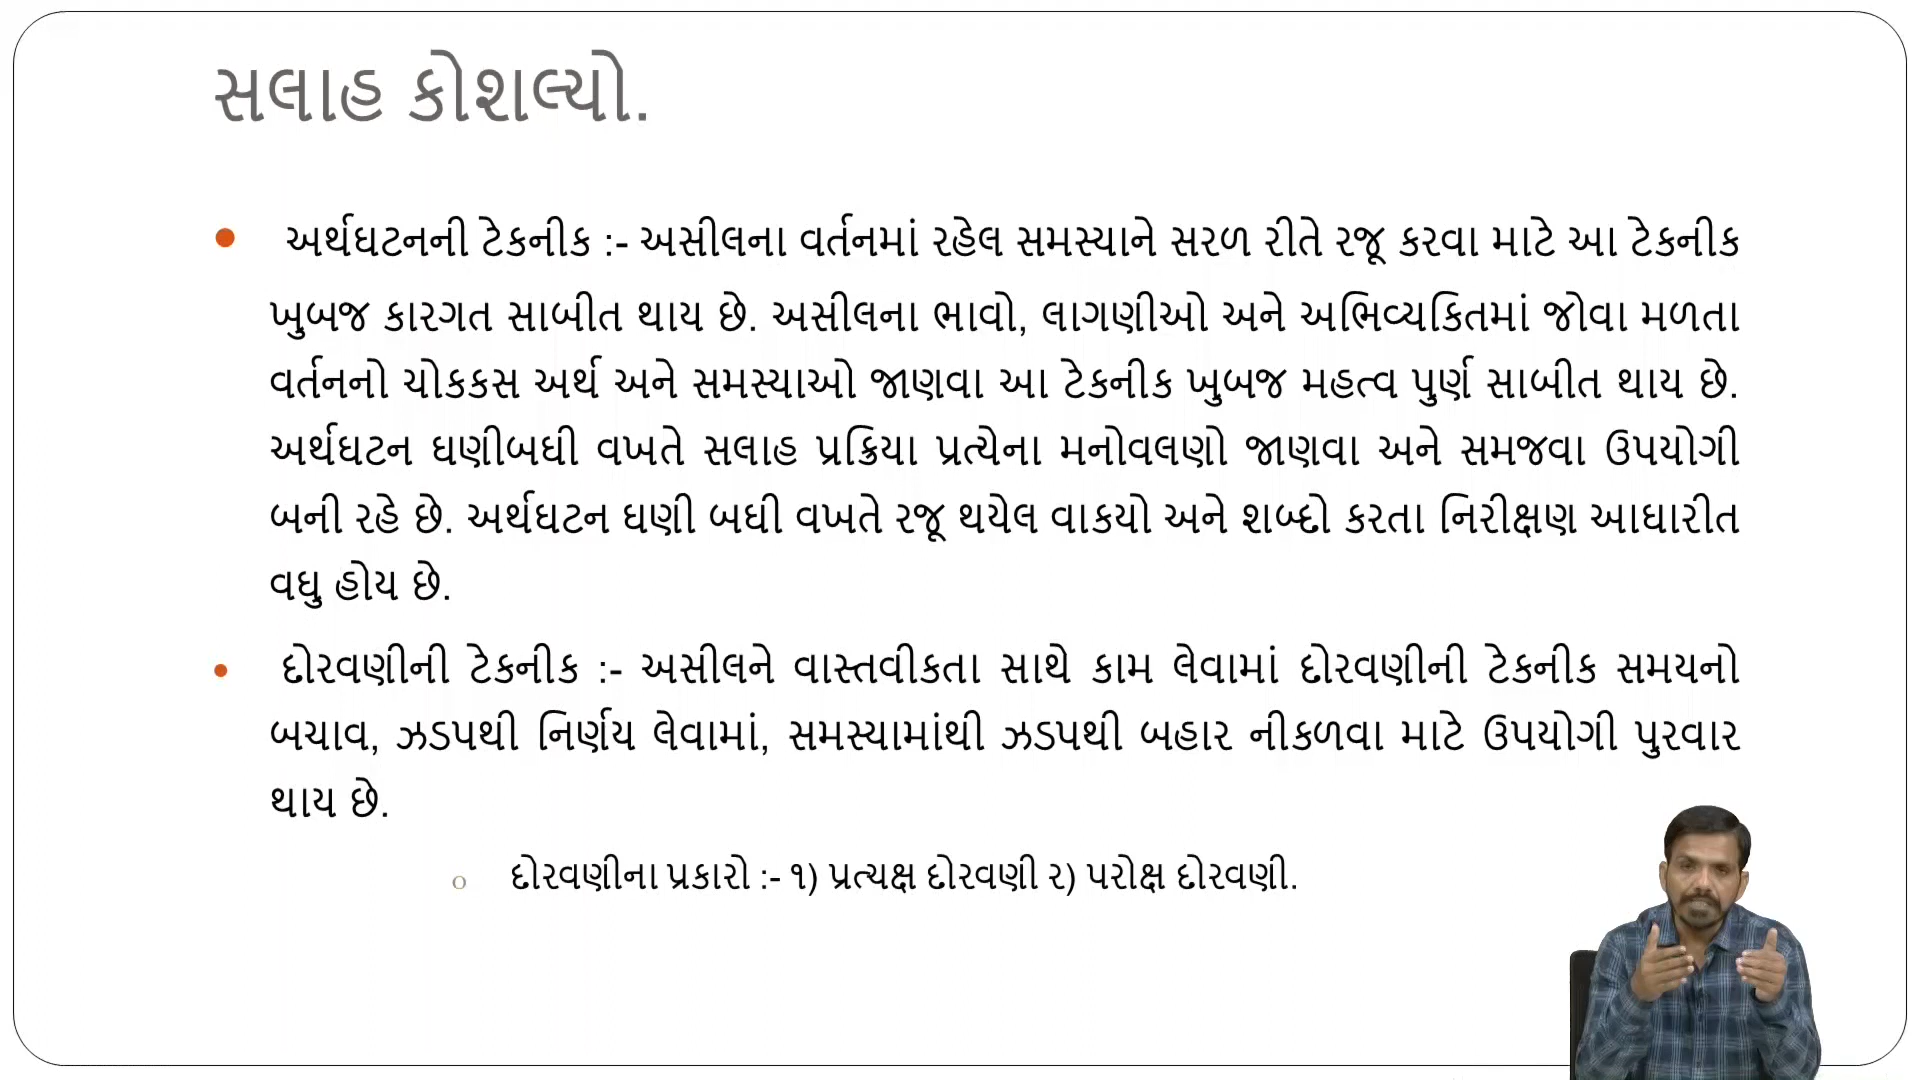 સલાહ કોશલ્યો.
• અર્થઘટનની ટેકનીક :- અસીલના વર્તનમાં રહેલ સમસ્યાને સરળ રીતે રજૂ કરવા માટે આ ટેકનીક
ખુબજ કારગત સાબીત થાય છે. અસીલના ભાવો, લાગણીઓ અને અભિવ્યકિતમાં જોવા મળતા
વર્તનનો ચોકકસ અર્થ અને સમસ્યાઓ જાણવા આ ટેકનીક ખુબજ મહત્વ પુર્ણ સાબીત થાય છે.
અર્થઘટન ઘણીબધી વખતે સલાહ પ્રક્રિયા પ્રત્યેના મનોવલણો જાણવા અને સમજવા ઉપયોગી
બની રહે છે. અર્થઘટન ઘણી બધી વખતે રજૂ થયેલ વાકયો અને શબ્દો કરતા નિરીક્ષણ આધારીત
વધુ હોય છે.
• દોરવણીની ટેકનીક :- અસીલને વાસ્તવીકતા સાથે કામ લેવામાં દોરવણીની ટેકનીક સમયનો
બચાવ, ઝડપથી નિર્ણય લેવામાં, સમસ્યામાંથી ઝડપથી બહાર નીકળવા માટે ઉપયોગી પુરવાર
થાય છે.
o દોરવણીના પ્રકારો :- ૧) પ્રત્યક્ષ દોરવણી ર) પરોક્ષ દોરવણી.